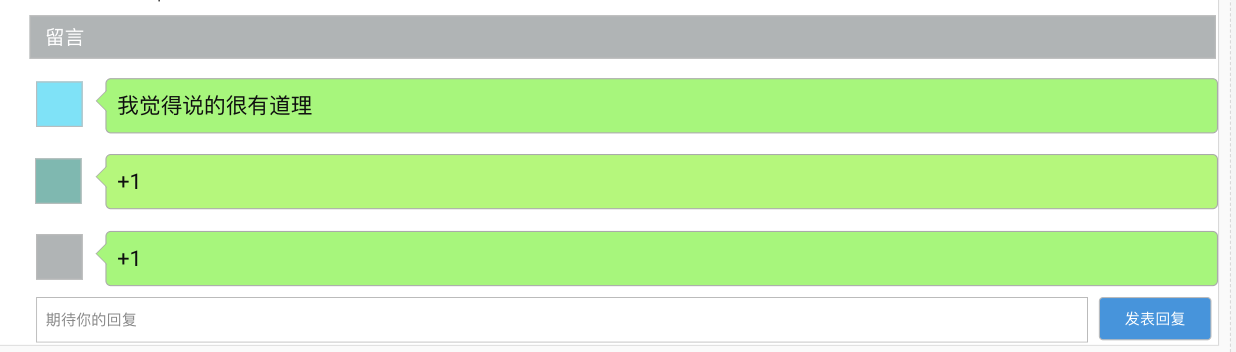 留言
我觉得说的很有道理
+1
+1
期待你的回复
发表回复